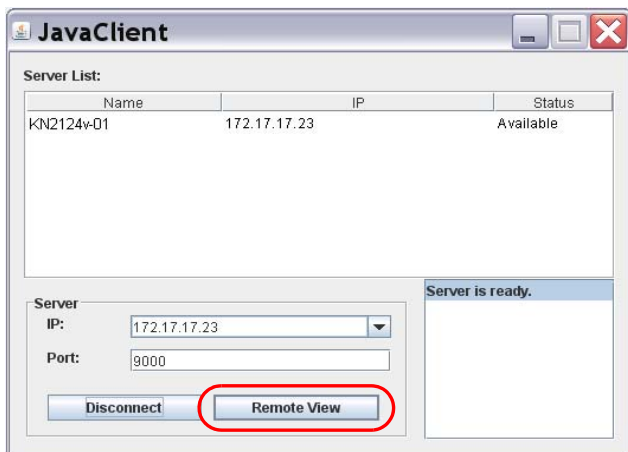 JavaClient
Server List:
Name IP Status
KN2124v-01 172.17.17.23 Available
Server is ready.
Server
IP: 172.17.17.23
Port: 9000
Disconnect Remote View